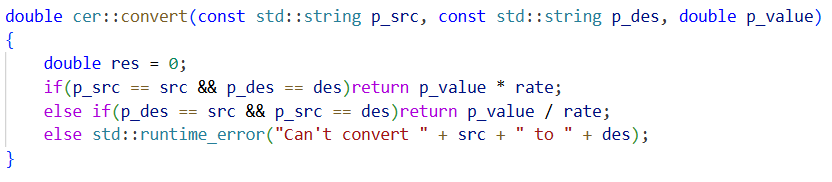 double cer::convert(const std::string p_src, const std::string p_des, double p_value)
{
    double res = 0;
    if(p_src == src && p_des == des)return p_value * rate;
    else if(p_des == src && p_src == des)return p_value / rate;
    else std::runtime_error("Can't convert " + src + " to " + des);
}